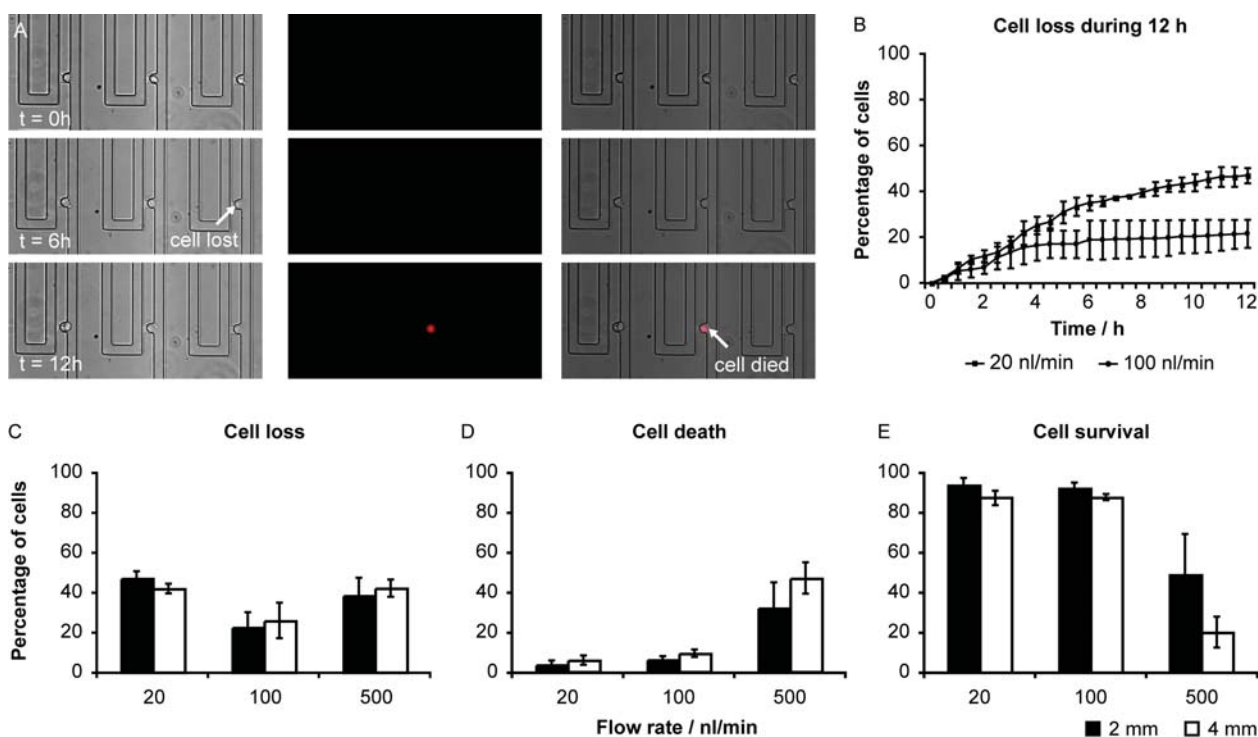 A
t = 0h
t = 6h
cell lost
t = 12h
cell died
B
Cell loss during 12 h
Percentage of cells
100
80
60
40
20
0
0 2 4 6 8 10 12
Time / h
20 nl/min 100 nl/min
C
Cell loss
Percentage of cells
100
80
60
40
20
0
20 100 500
D
Cell death
100
80
60
40
20
0
20 100 500
Flow rate / nl/min
E
Cell survival
100
80
60
40
20
0
20 100 500
2 mm 4 mm